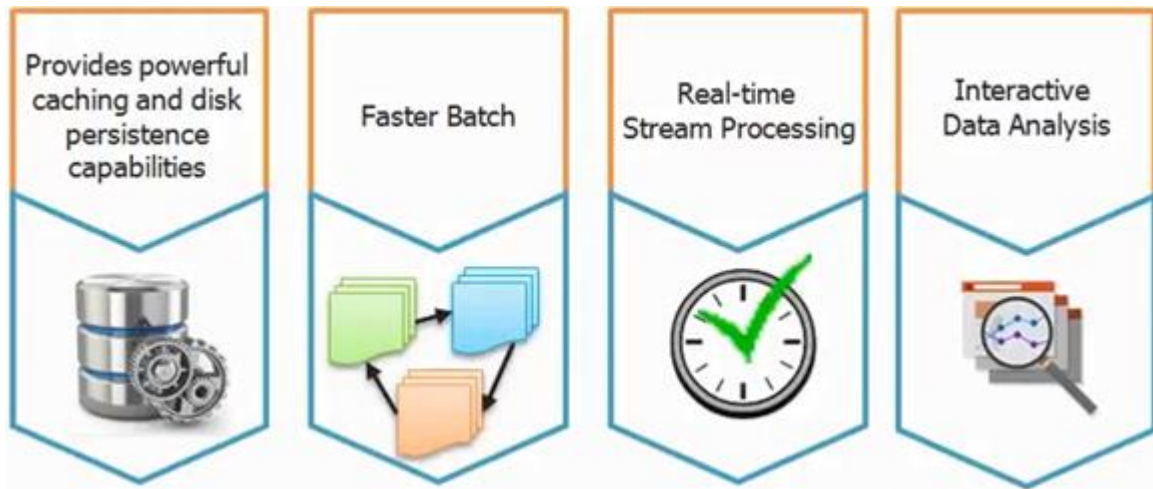 Provides powerful
caching and disk
persistence
capabilities
Faster Batch
Real-time
Stream Processing
Interactive
Data Analysis